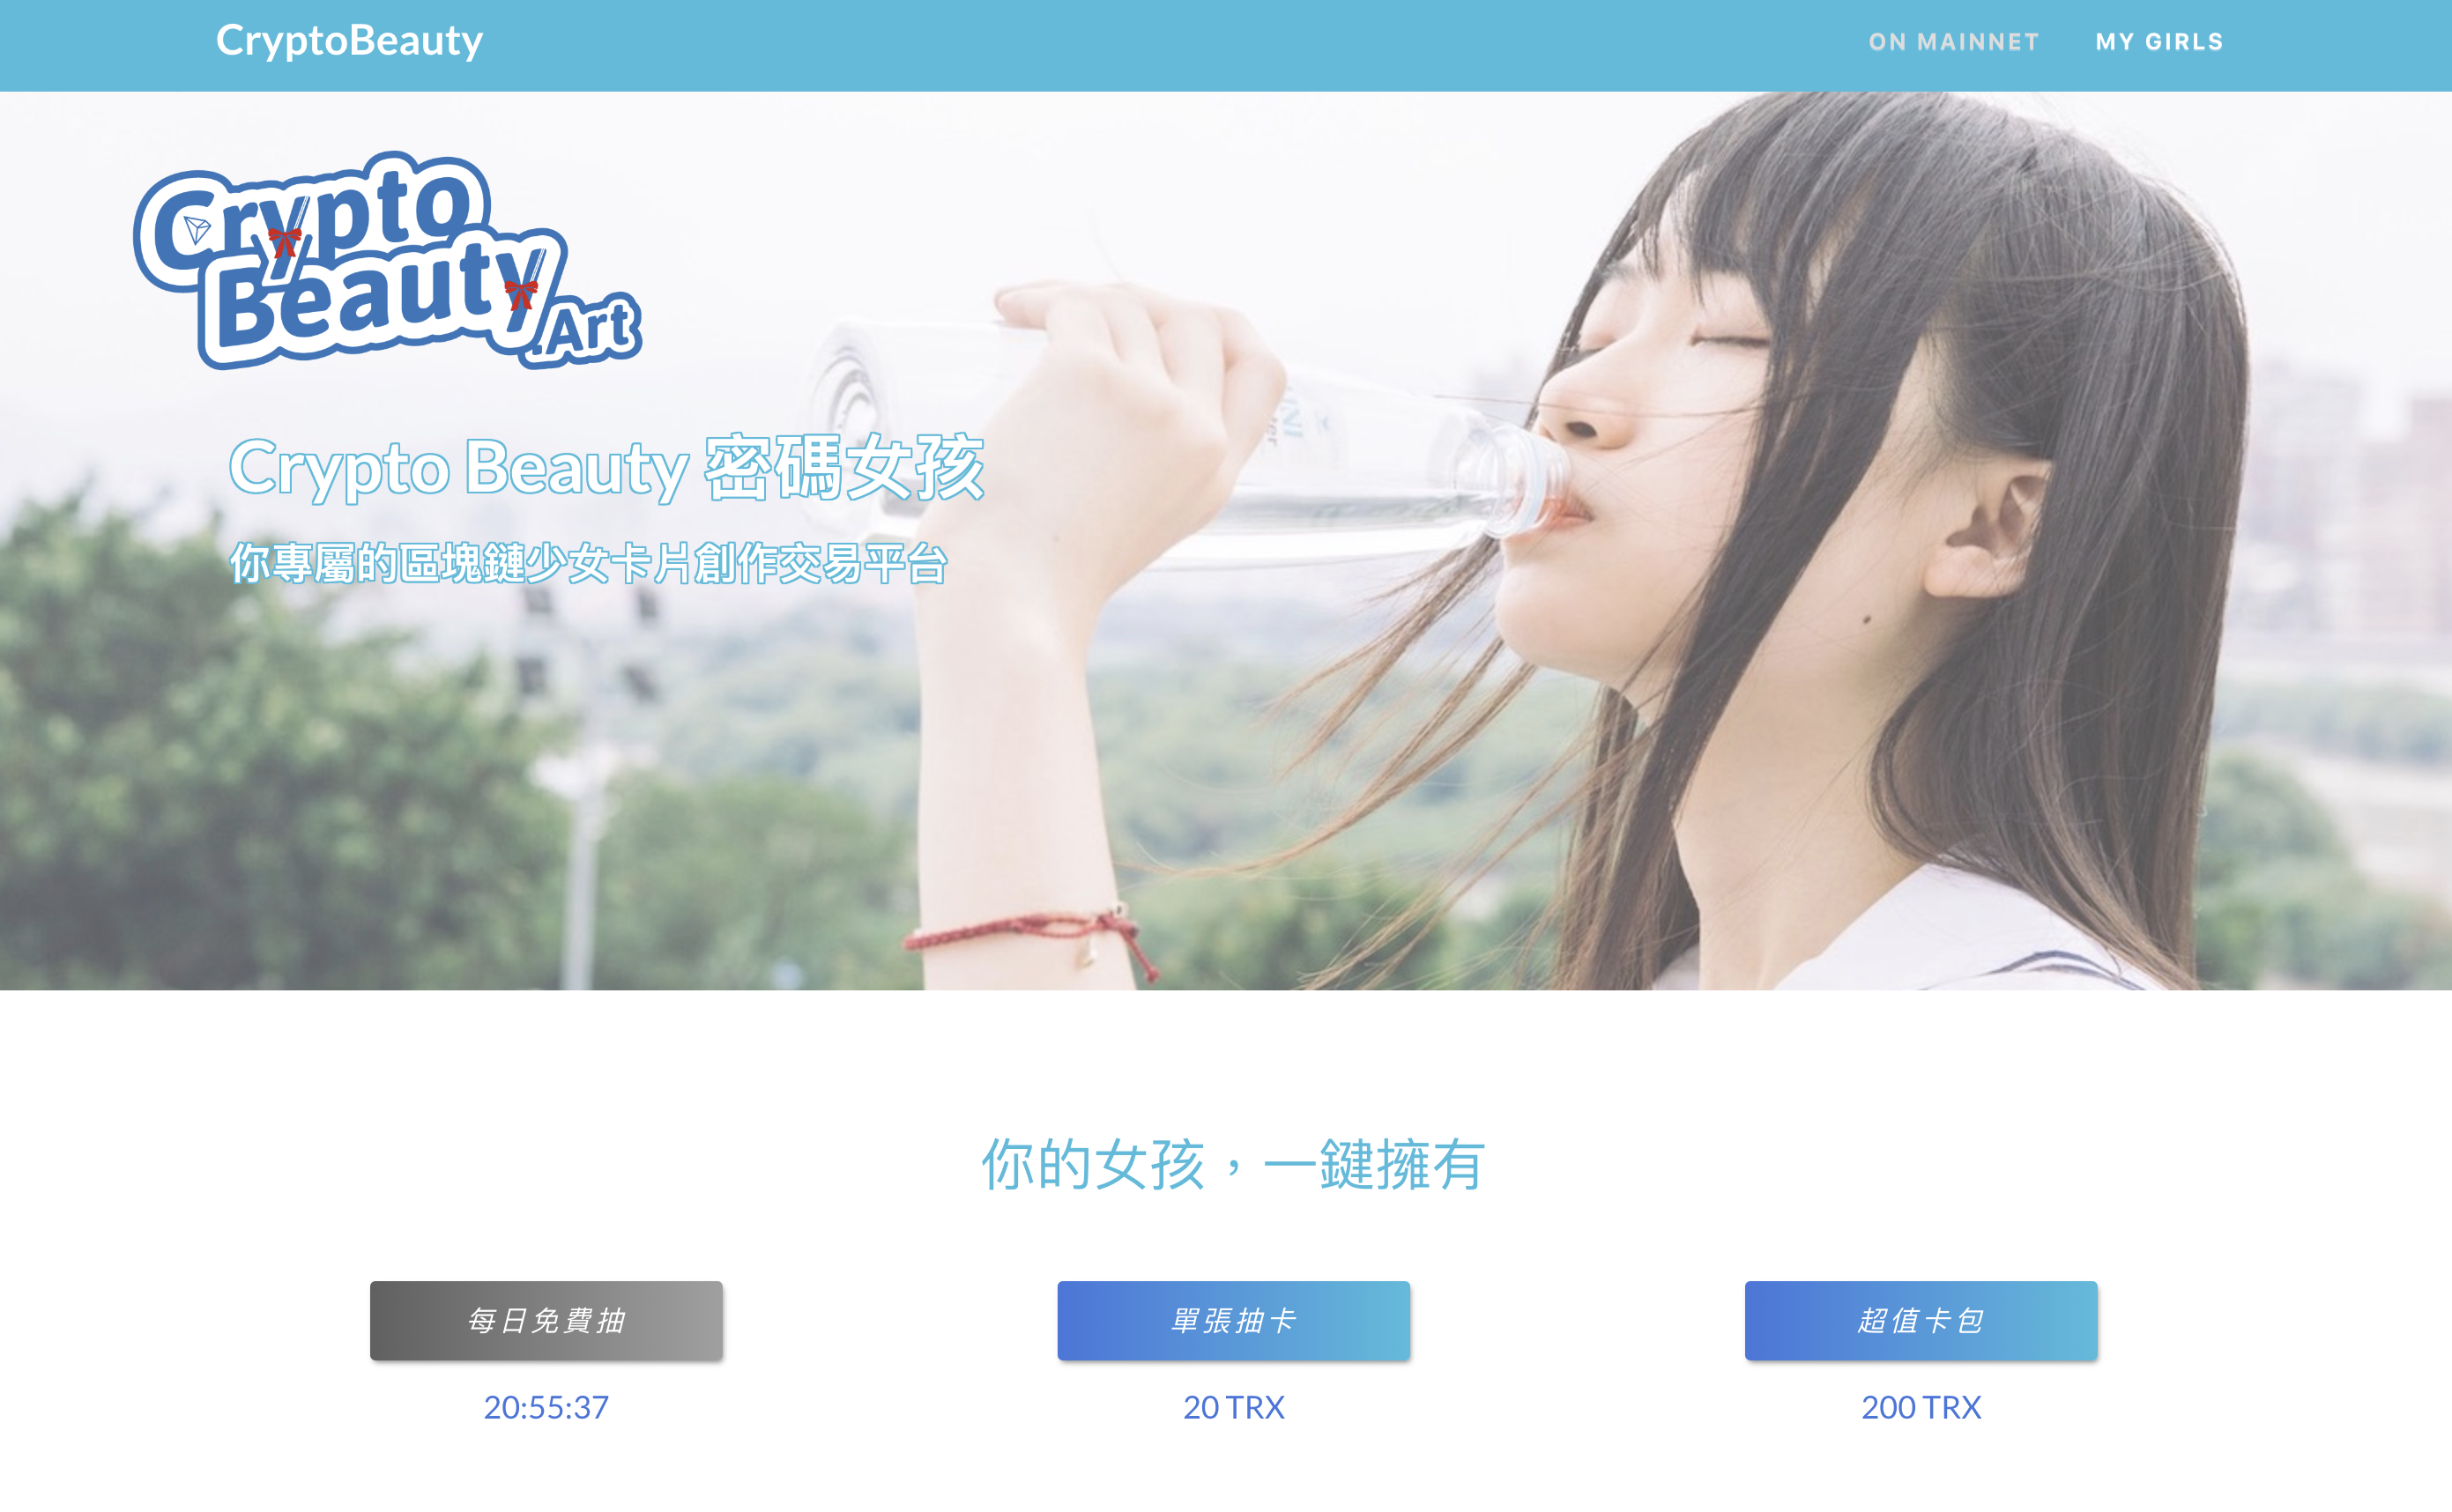 CryptoBeauty
ON MAINNET
MY GIRLS
Crypto
Beauty
.Art
Crypto Beauty 密碼女孩
你專屬的區塊鏈少女卡片創作交易平台
你的女孩，一鍵擁有
每日免費抽
單張抽卡
超值卡包
20:55:37
20 TRX
200 TRX